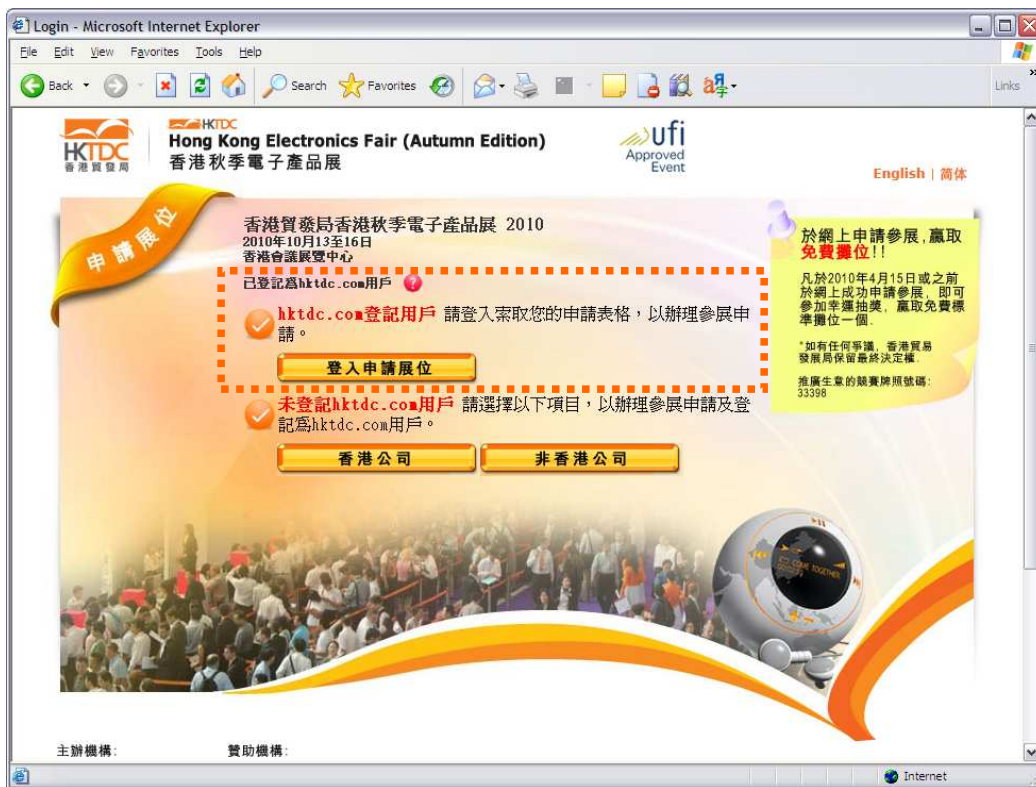 Login - Microsoft Internet Explorer
File Edit View Favorites Tools Help
Back Search Favorites Links
HKTDC
香港貿發局
HKTDC
Hong Kong Electronics Fair (Autumn Edition)
香港秋季電子產品展
ufi
Approved
Event
English | 简体
申請展位
香港貿發局香港秋季電子產品展 2010
2010年10月13至16日
香港會議展覽中心
已登記為hktdc.com用戶 ?
hktdc.com登記用戶 請登入索取您的申請表格，以辦理參展申
請。
登入申請展位
未登記hktdc.com用戶 請選擇以下項目，以辦理參展申請及登
記為hktdc.com用戶。
香港公司 非香港公司
於網上申請參展, 贏取
免費攤位!!
凡於2010年4月15日或之前
於網上成功申請參展, 即可
參加幸運抽獎, 贏取免費標
準攤位一個.
*如有任何爭議, 香港貿易
發展局保留最終決定權.
推廣生意的競賽牌照號碼:
33398
COME TOGETHER
主辦機構: 贊助機構:
Internet